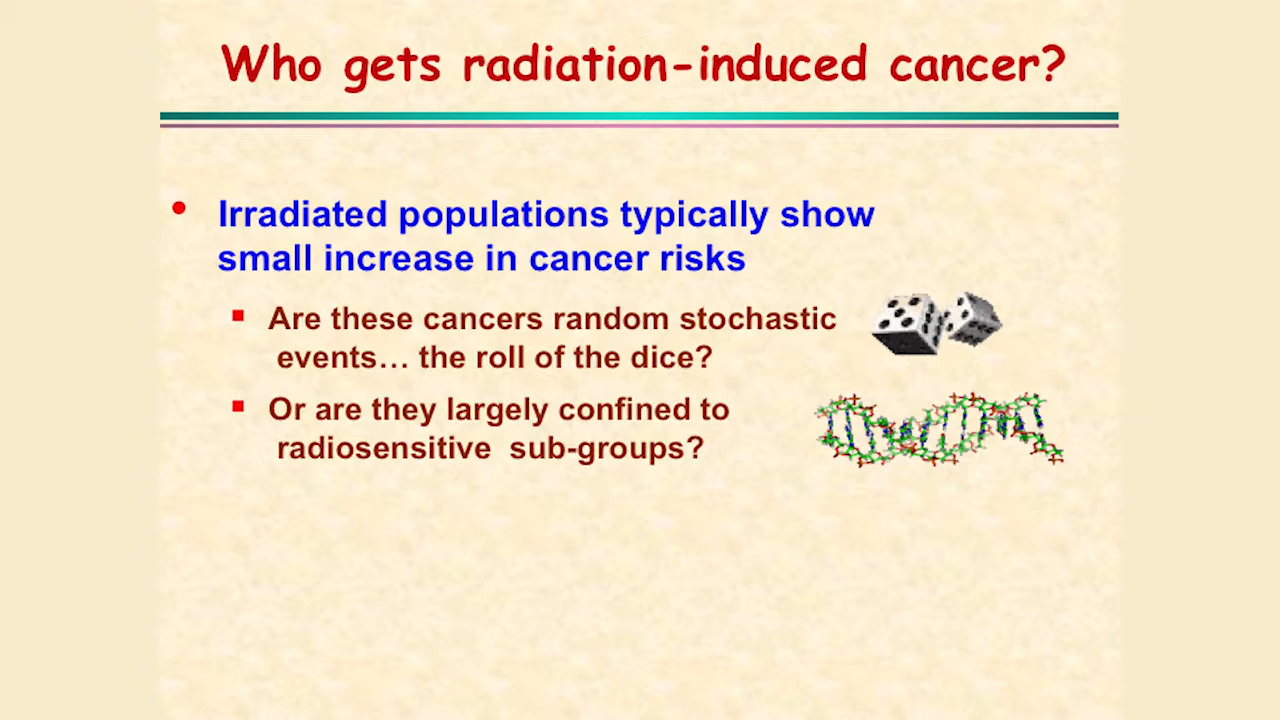 Who gets radiation-induced cancer?
• Irradiated populations typically show
small increase in cancer risks
▪ Are these cancers random stochastic
events… the roll of the dice?
▪ Or are they largely confined to
radiosensitive sub-groups?